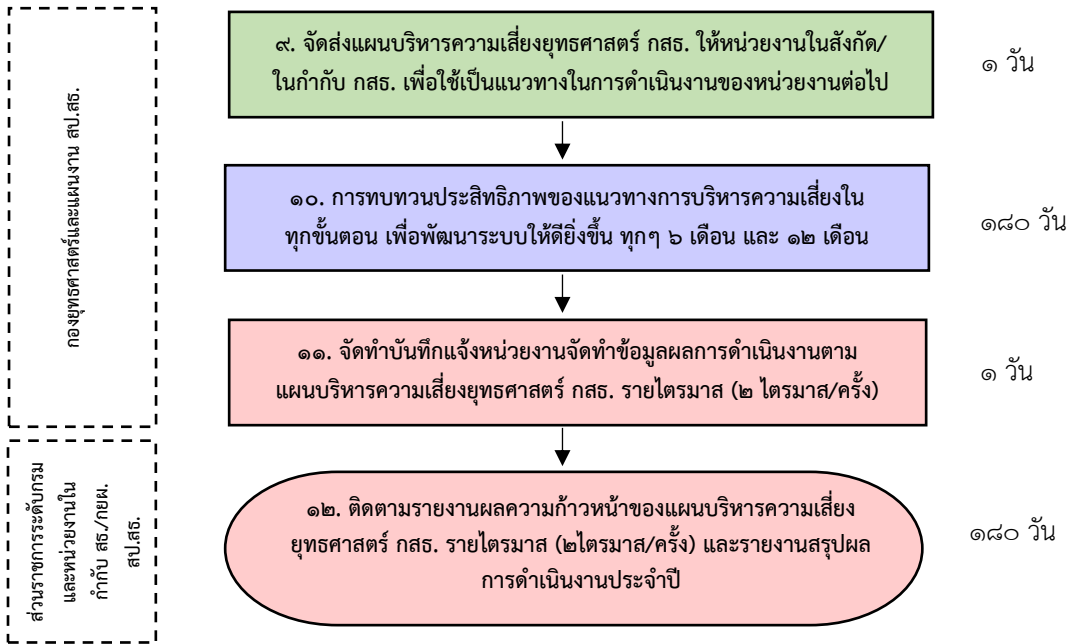 กองยุทธศาสตร์และแผนงาน สป.สธ.
๙. จัดส่งแผนบริหารความเสี่ยงยุทธศาสตร์ กสธ. ให้หน่วยงานในสังกัด/
ในกำกับ กสธ. เพื่อใช้เป็นแนวทางในการดำเนินงานของหน่วยงานต่อไป
๑ วัน
๑๐. การทบทวนประสิทธิภาพของแนวทางการบริหารความเสี่ยงใน
ทุกขั้นตอน เพื่อพัฒนาระบบให้ดียิ่งขึ้น ทุกๆ ๖ เดือน และ ๑๒ เดือน
๑๘๐ วัน
๑๑. จัดทำบันทึกแจ้งหน่วยงานจัดทำข้อมูลผลการดำเนินงานตาม
แผนบริหารความเสี่ยงยุทธศาสตร์ กสธ. รายไตรมาส (๒ ไตรมาส/ครั้ง)
๑ วัน
ส่วนราชการระดับกรม
และหน่วยงานใน
กำกับ สธ./กยผ.
สป.สธ.
๑๒. ติดตามรายงานผลความก้าวหน้าของแผนบริหารความเสี่ยง
ยุทธศาสตร์ กสธ. รายไตรมาส (๒ไตรมาส/ครั้ง) และรายงานสรุปผล
การดำเนินงานประจำปี
๑๘๐ วัน